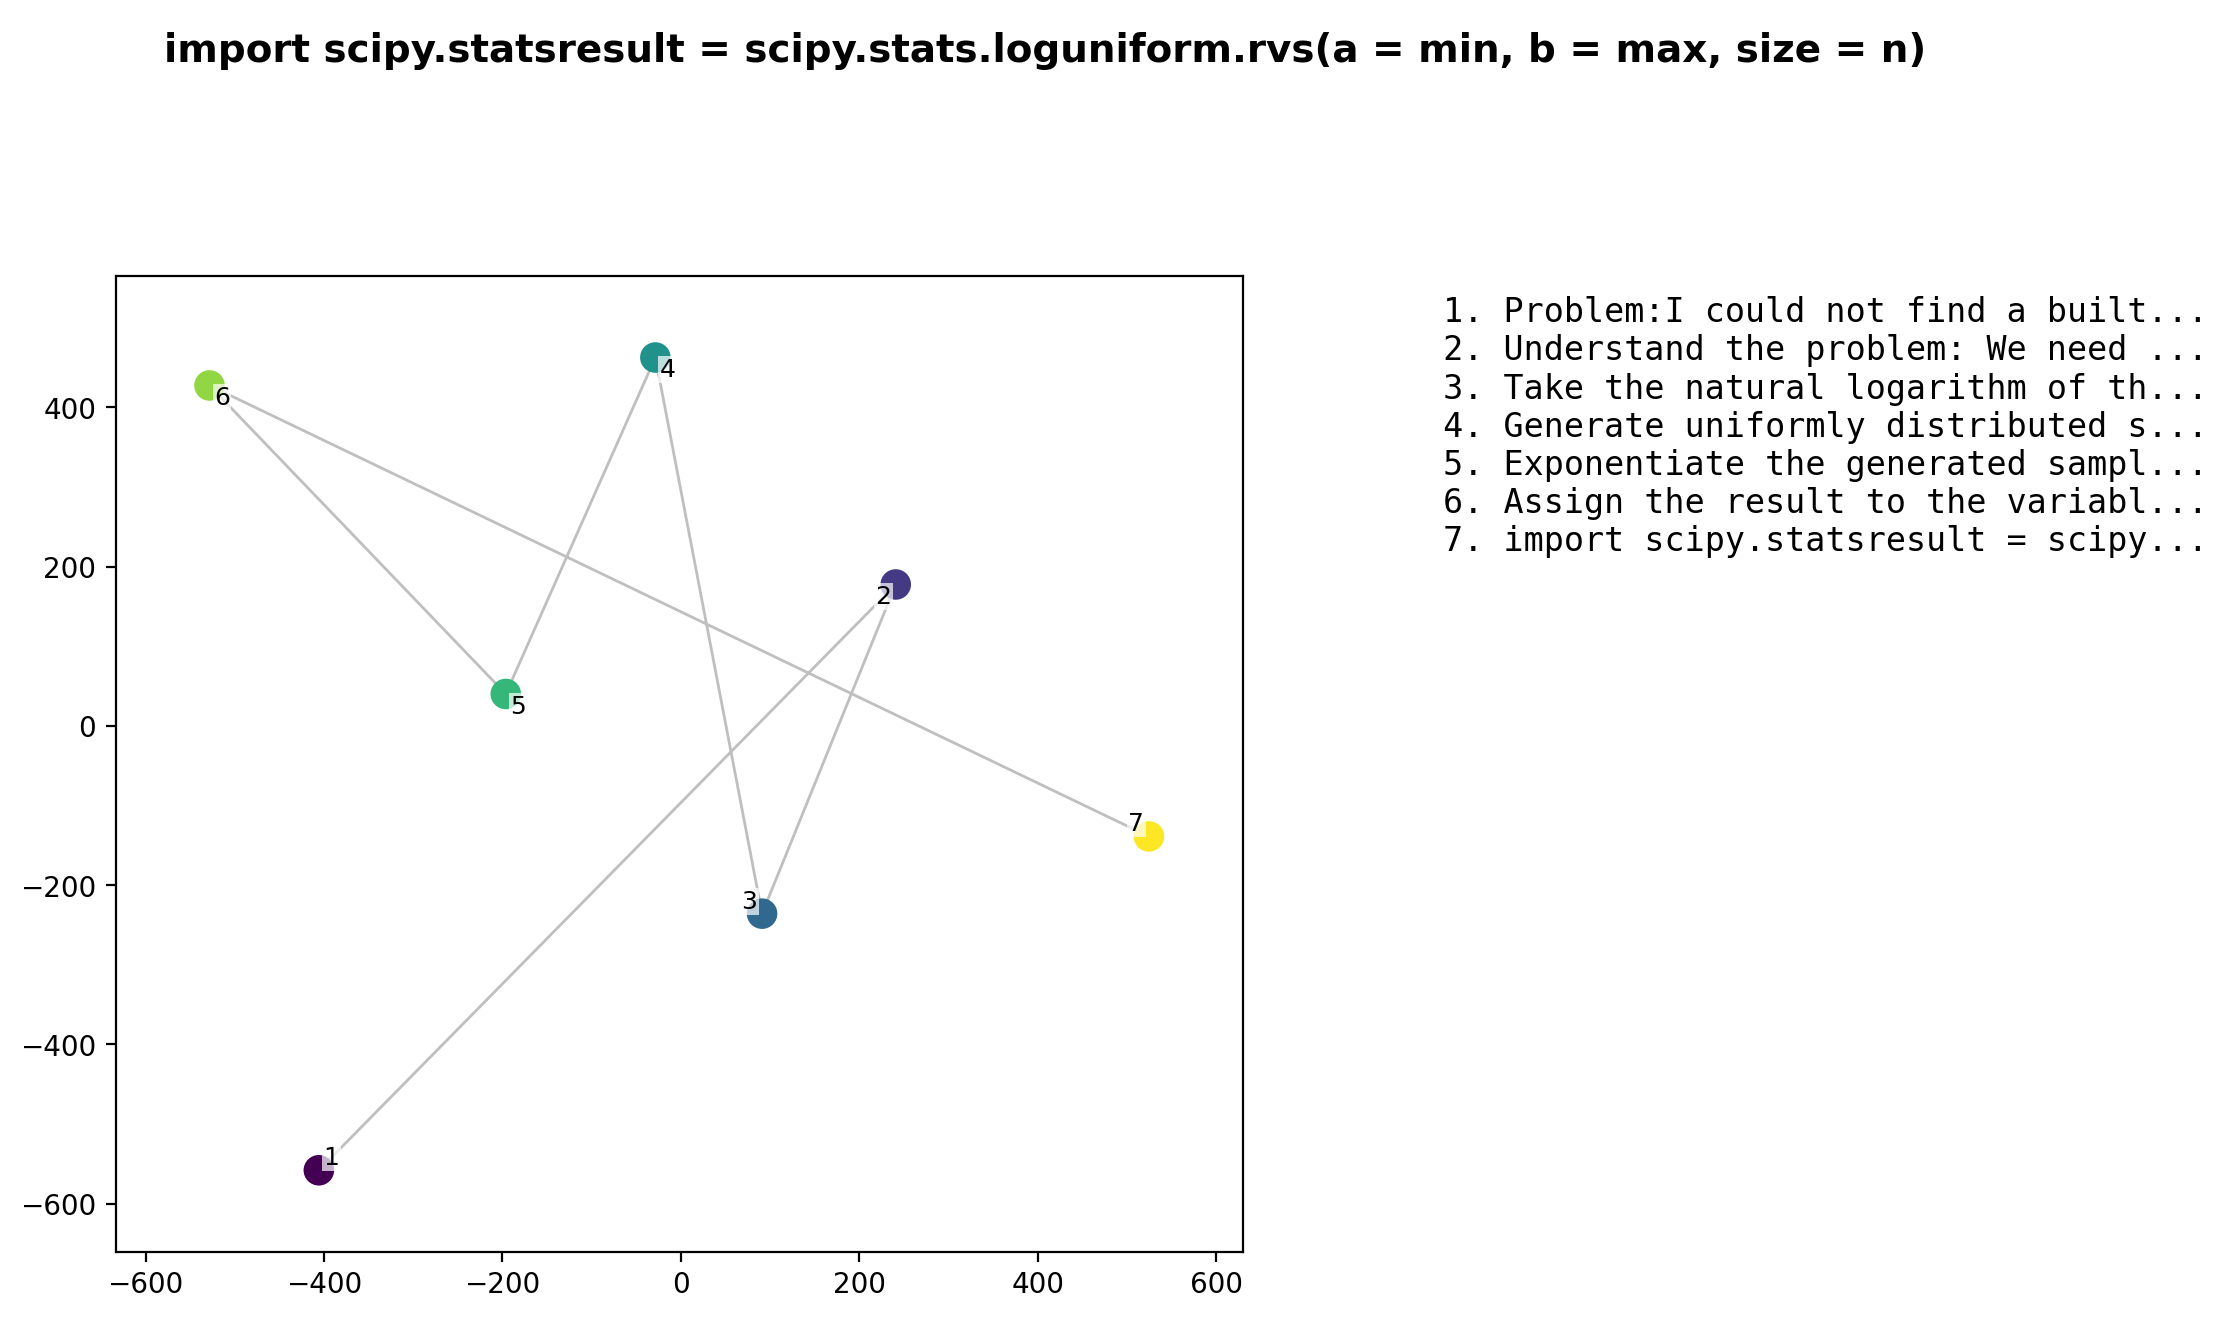 import scipy.statsresult = scipy.stats.loguniform.rvs(a = min, b = max, size = n)
1. Problem:I could not find a built...
2. Understand the problem: We need ...
3. Take the natural logarithm of th...
4. Generate uniformly distributed s...
5. Exponentiate the generated sampl...
6. Assign the result to the variabl...
7. import scipy.statsresult = scipy...
400
200
0
−200
−400
−600
−600 −400 −200 0 200 400 600
6
4
2
5
7
3
1